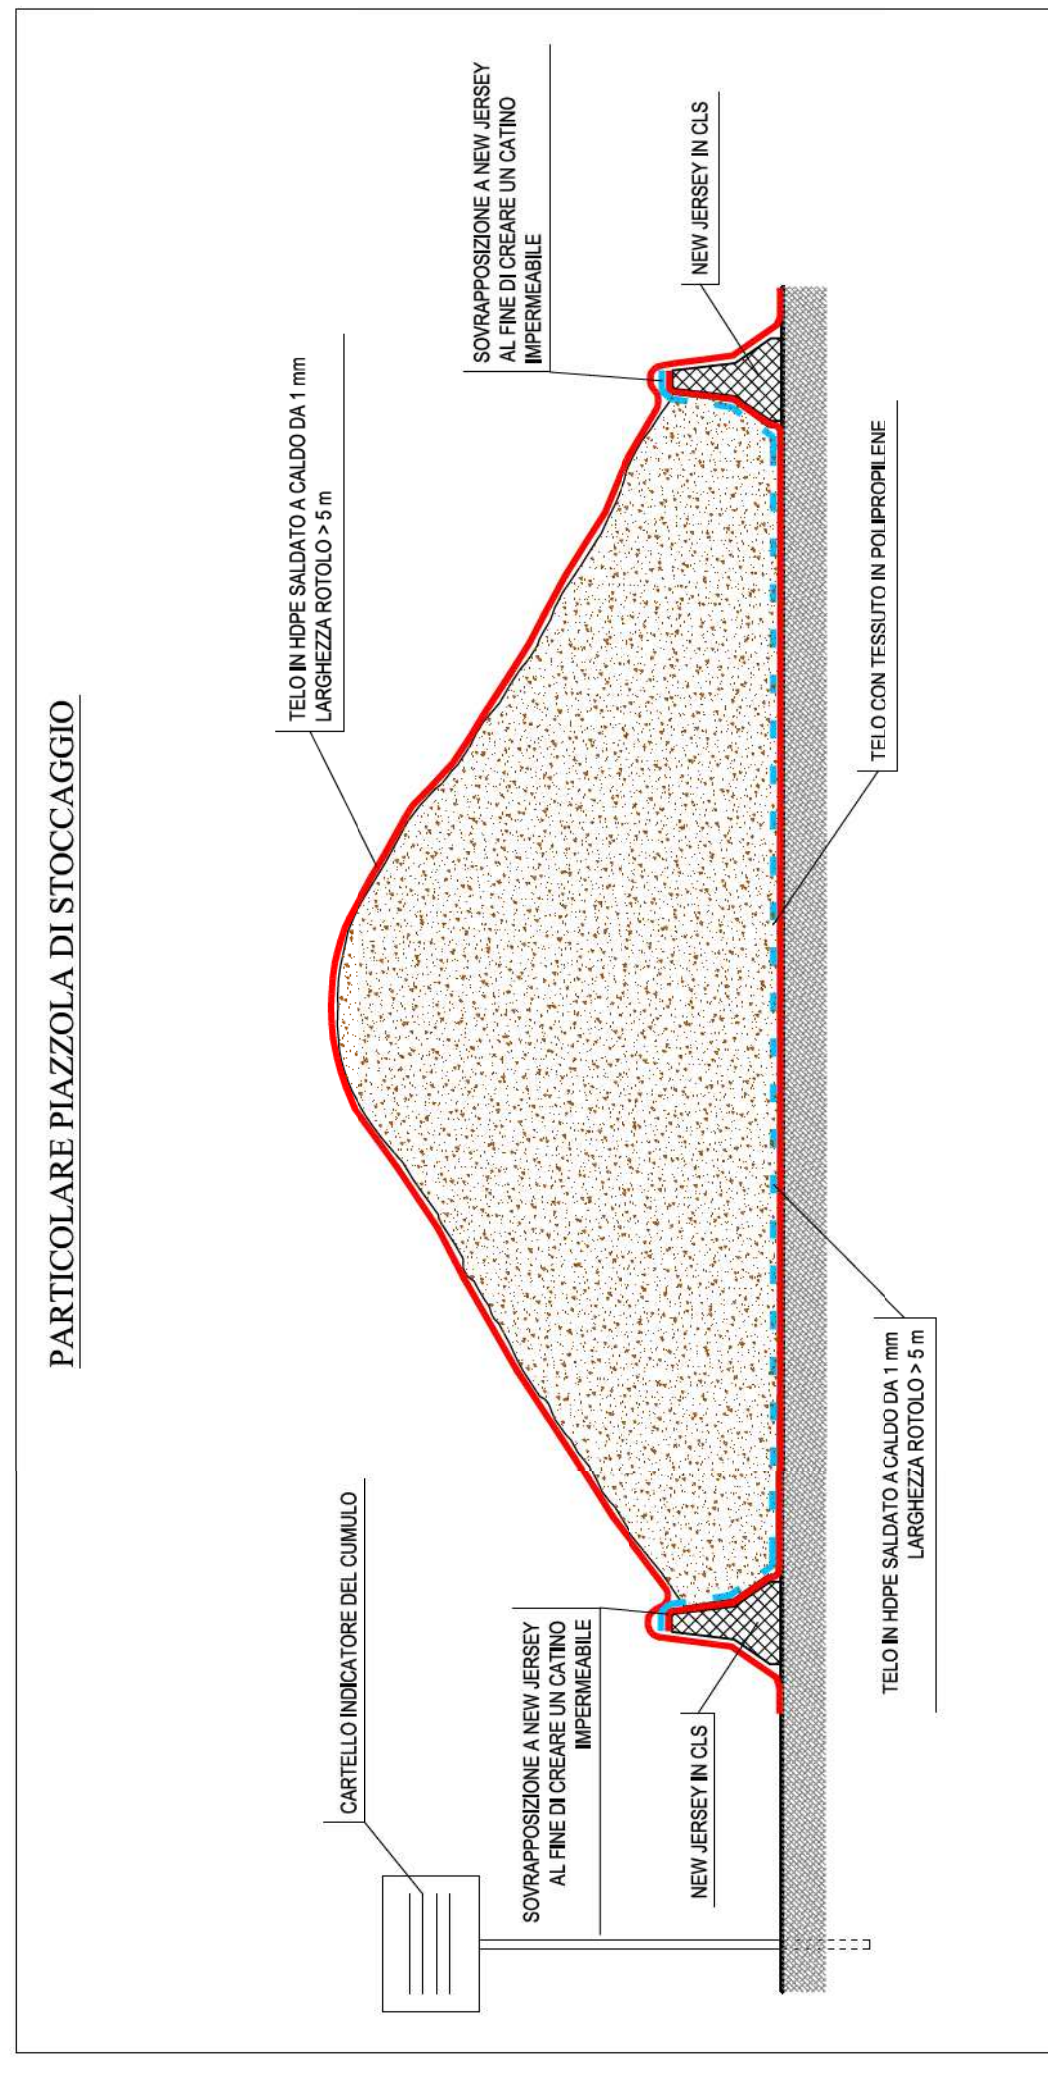 PARTICOLARE PIAZZOLA DI STOCCAGGIO
CARTELLO INDICATORE DEL CUMULO
TELO IN HDPE SALDATO A CALDO DA 1 mm
LARGHEZZA ROTOLO > 5 m
SOVRAPPOSIZIONE A NEW JERSEY
AL FINE DI CREARE UN CATINO
IMPERMEABILE
SOVRAPPOSIZIONE A NEW JERSEY
AL FINE DI CREARE UN CATINO
IMPERMEABILE
NEW JERSEY IN CLS
NEW JERSEY IN CLS
TELO IN HDPE SALDATO A CALDO DA 1 mm
LARGHEZZA ROTOLO > 5 m
TELO CON TESSUTO IN POLIPROPILENE